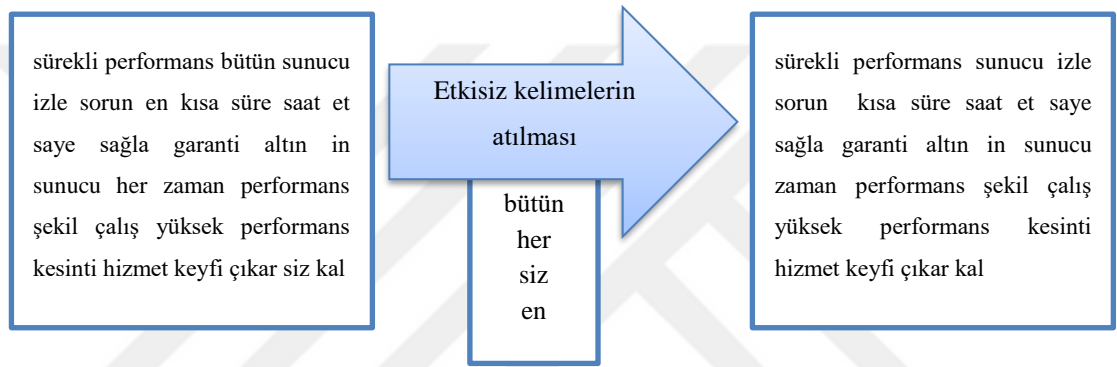 sürekli performans bütün sunucu
izle sorun en kısa süre saat et
saye sağla garanti altın in
sunucu her zaman performans
şekil çalış yüksek performans
kesinti hizmet keyfi çıkar siz kal
Etkisiz kelimelerin
atılması
bütün
her
siz
en
sürekli performans sunucu izle
sorun kısa süre saat et saye
sağla garanti altın in sunucu
zaman performans şekil çalış
yüksek performans kesinti
hizmet keyfi çıkar kal